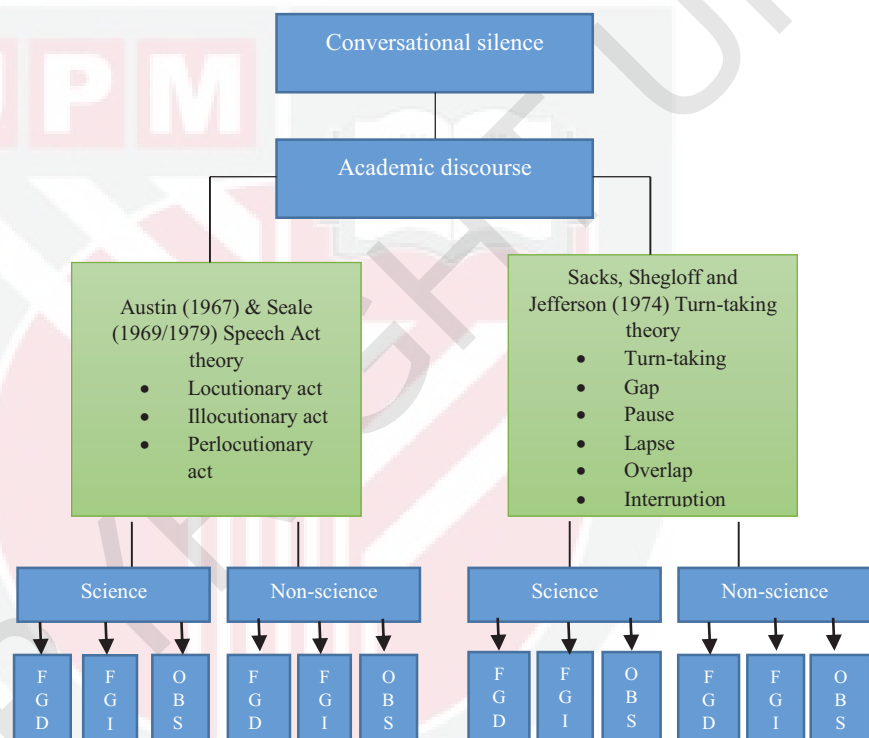 Conversational silence
Academic discourse
Austin (1967) & Seale
(1969/1979) Speech Act
theory
• Locutionary act
• Illocutionary act
• Perlocutionary
act
Sacks, Shegloff and
Jefferson (1974) Turn-taking
theory
• Turn-taking
• Gap
• Pause
• Lapse
• Overlap
• Interruption
Science
Non-science
Science
Non-science
F
G
D
F
G
I
O
B
S
F
G
D
F
G
I
O
B
S
F
G
D
F
G
I
O
B
S
F
G
D
F
G
I
O
B
S
PM